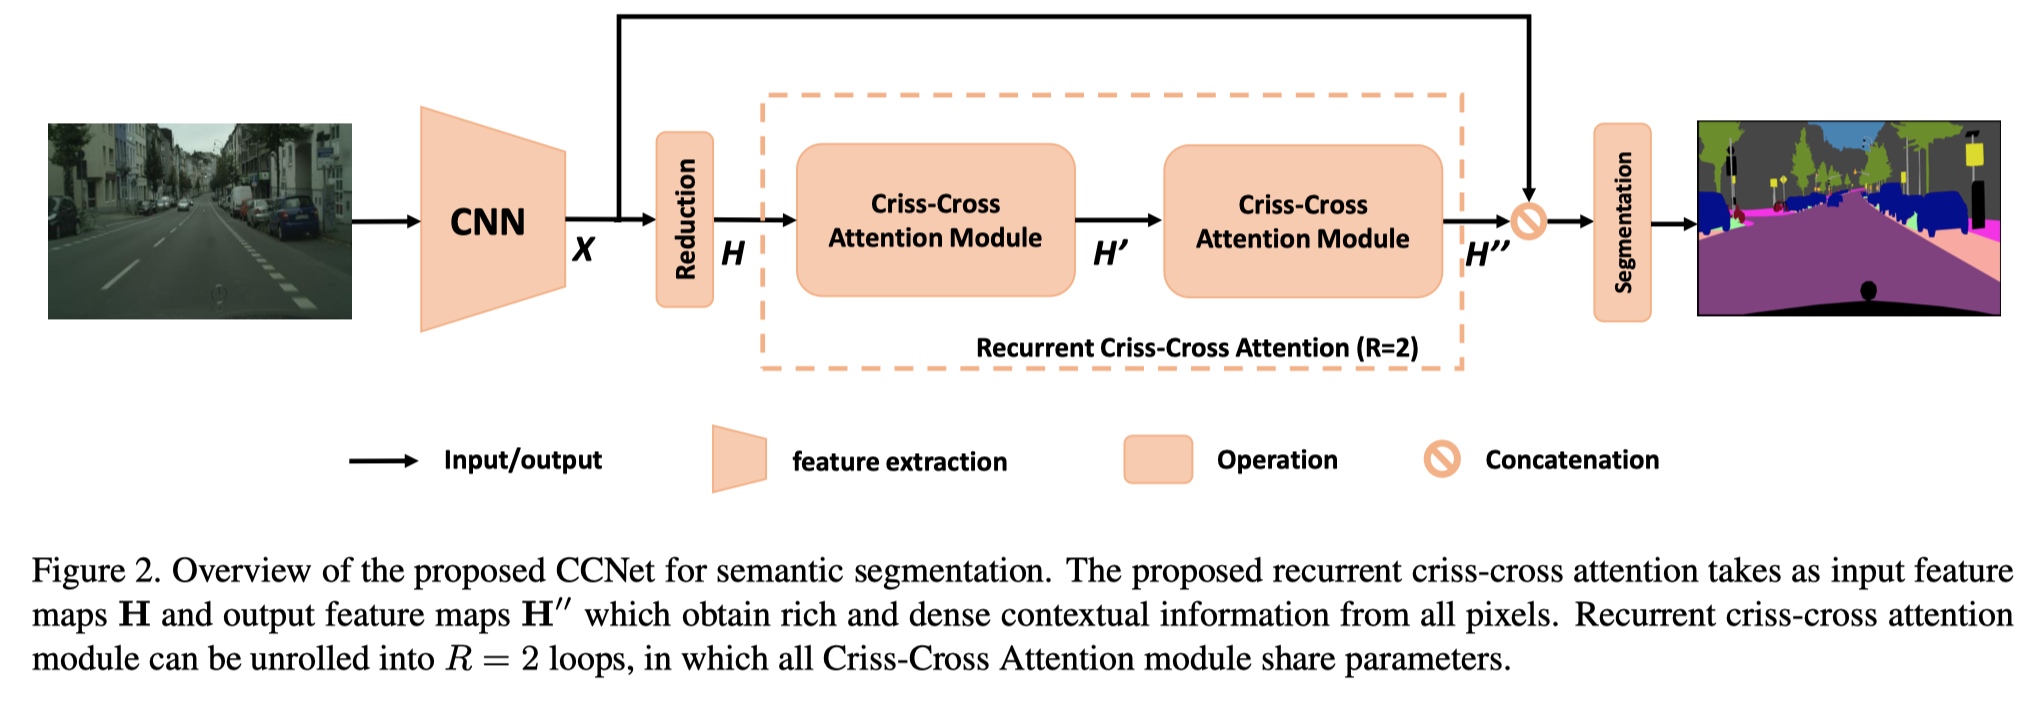 CNN
X
Reduction
H
Criss-Cross
Attention Module
H’
Criss-Cross
Attention Module
H’’
Segmentation
Recurrent Criss-Cross Attention (R=2)
Input/output
feature extraction
Operation
Concatenation
Figure 2. Overview of the proposed CCNet for semantic segmentation. The proposed recurrent criss-cross attention takes as input feature
maps H and output feature maps H′′ which obtain rich and dense contextual information from all pixels. Recurrent criss-cross attention
module can be unrolled into R = 2 loops, in which all Criss-Cross Attention module share parameters.